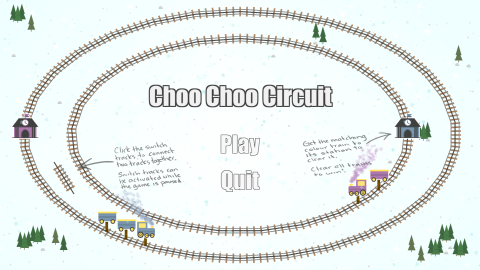 Choo Choo Circuit
Play
Quit
Click the switch
tracks to connect
two tracks together.
Switch tracks can
be activated while
the game is paused.
Get the matching
colour train to
its station to
clear it.
Clear all trains
to win!